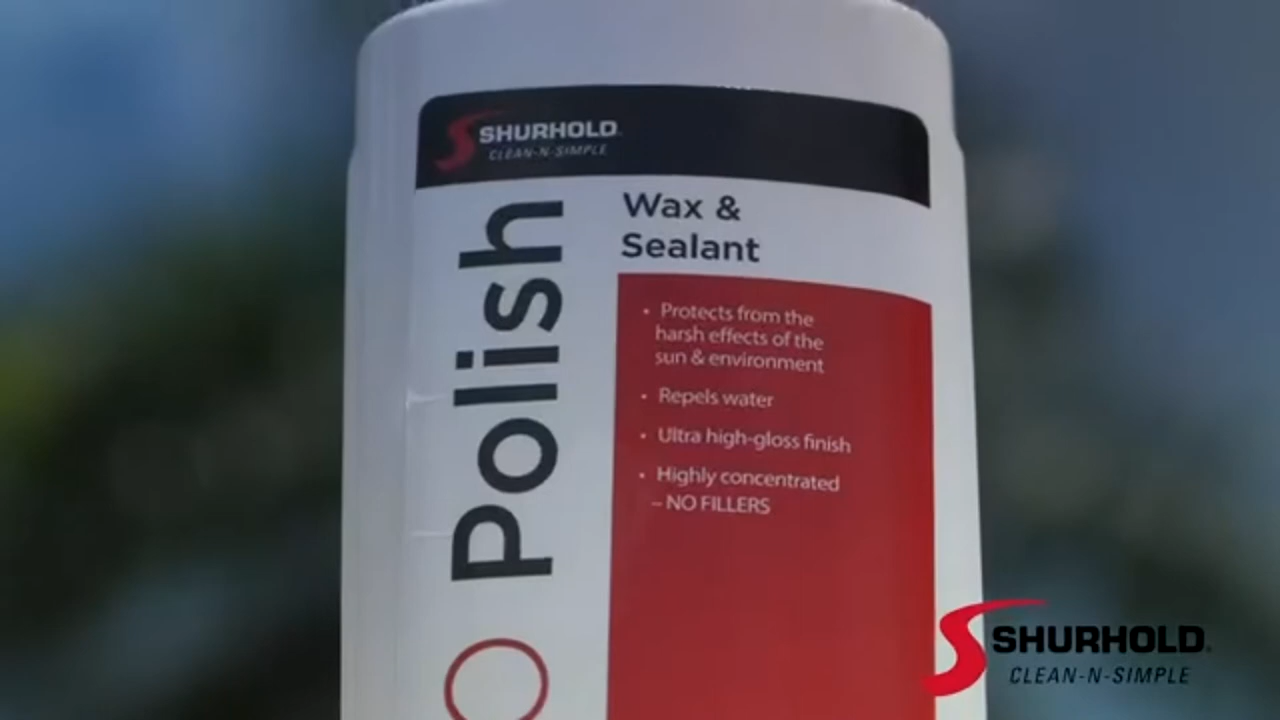 SHURHOLD
CLEAN-N-SIMPLE
Polish
Wax &
Sealant
• Protects from the
harsh effects of the
sun & environment
• Repels water
• Ultra high-gloss finish
• Highly concentrated
– NO FILLERS
SHURHOLD
CLEAN-N-SIMPLE